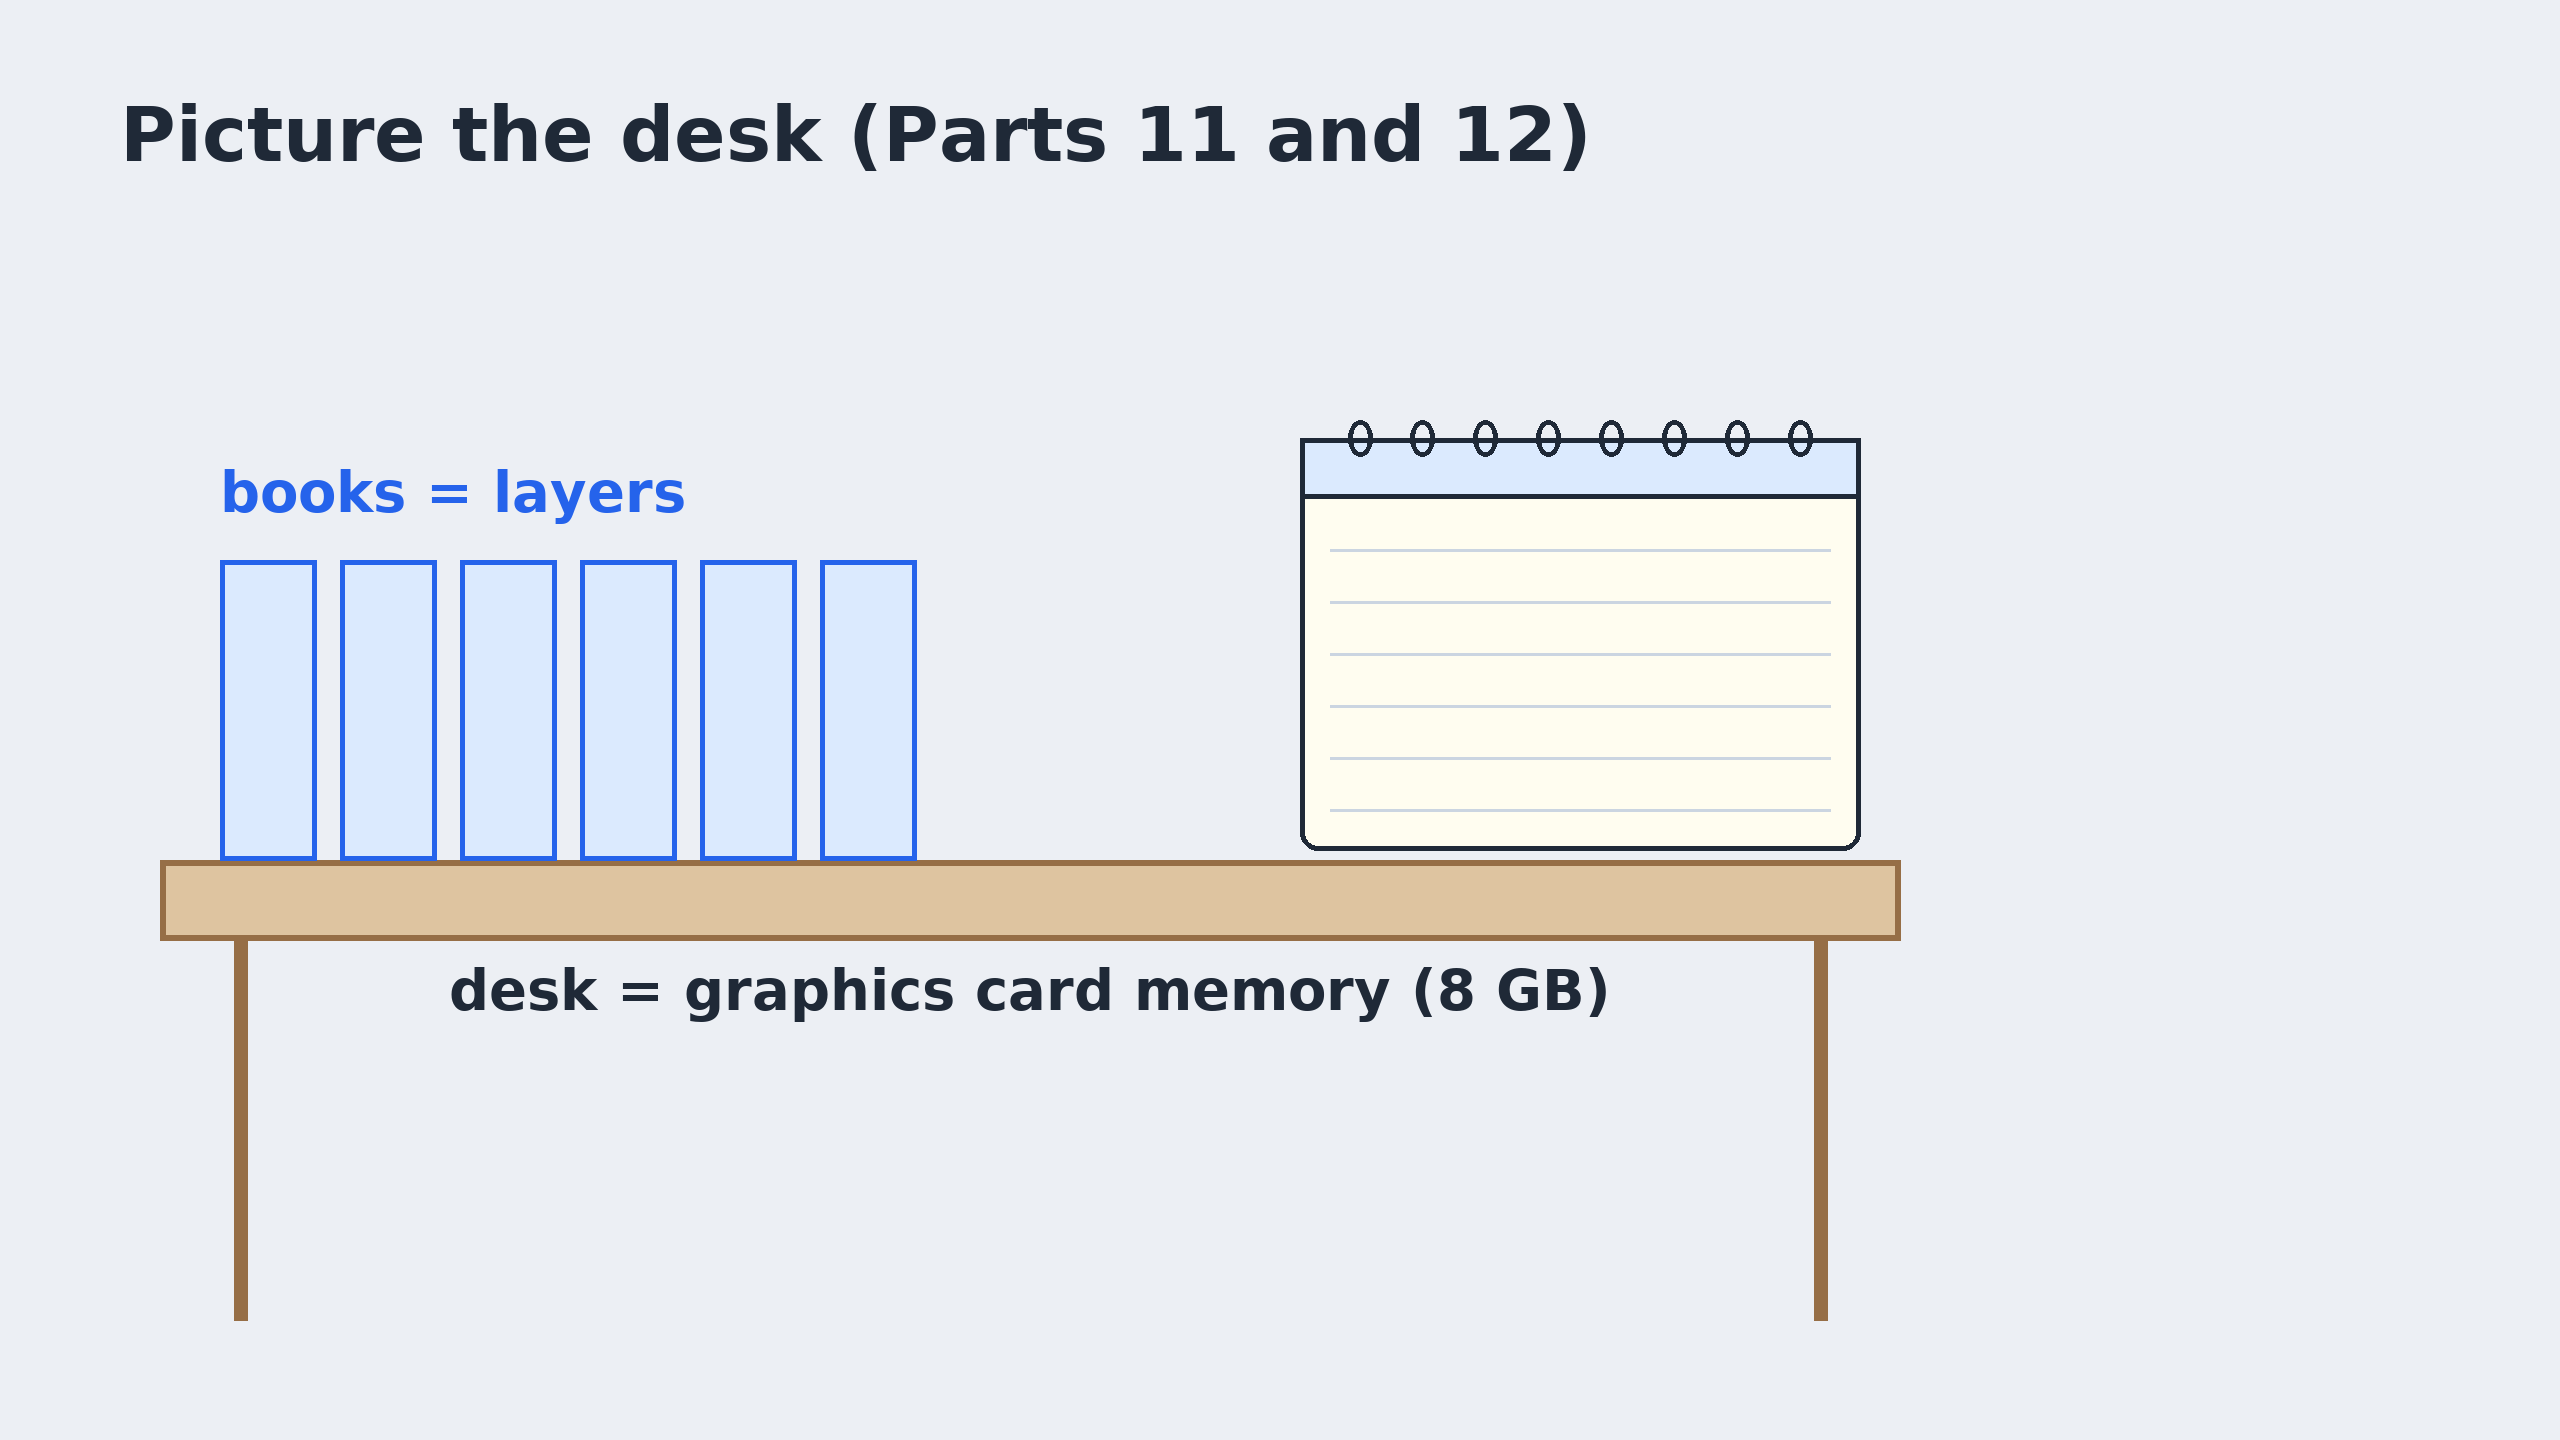 Picture the desk (Parts 11 and 12)
books = layers
desk = graphics card memory (8 GB)